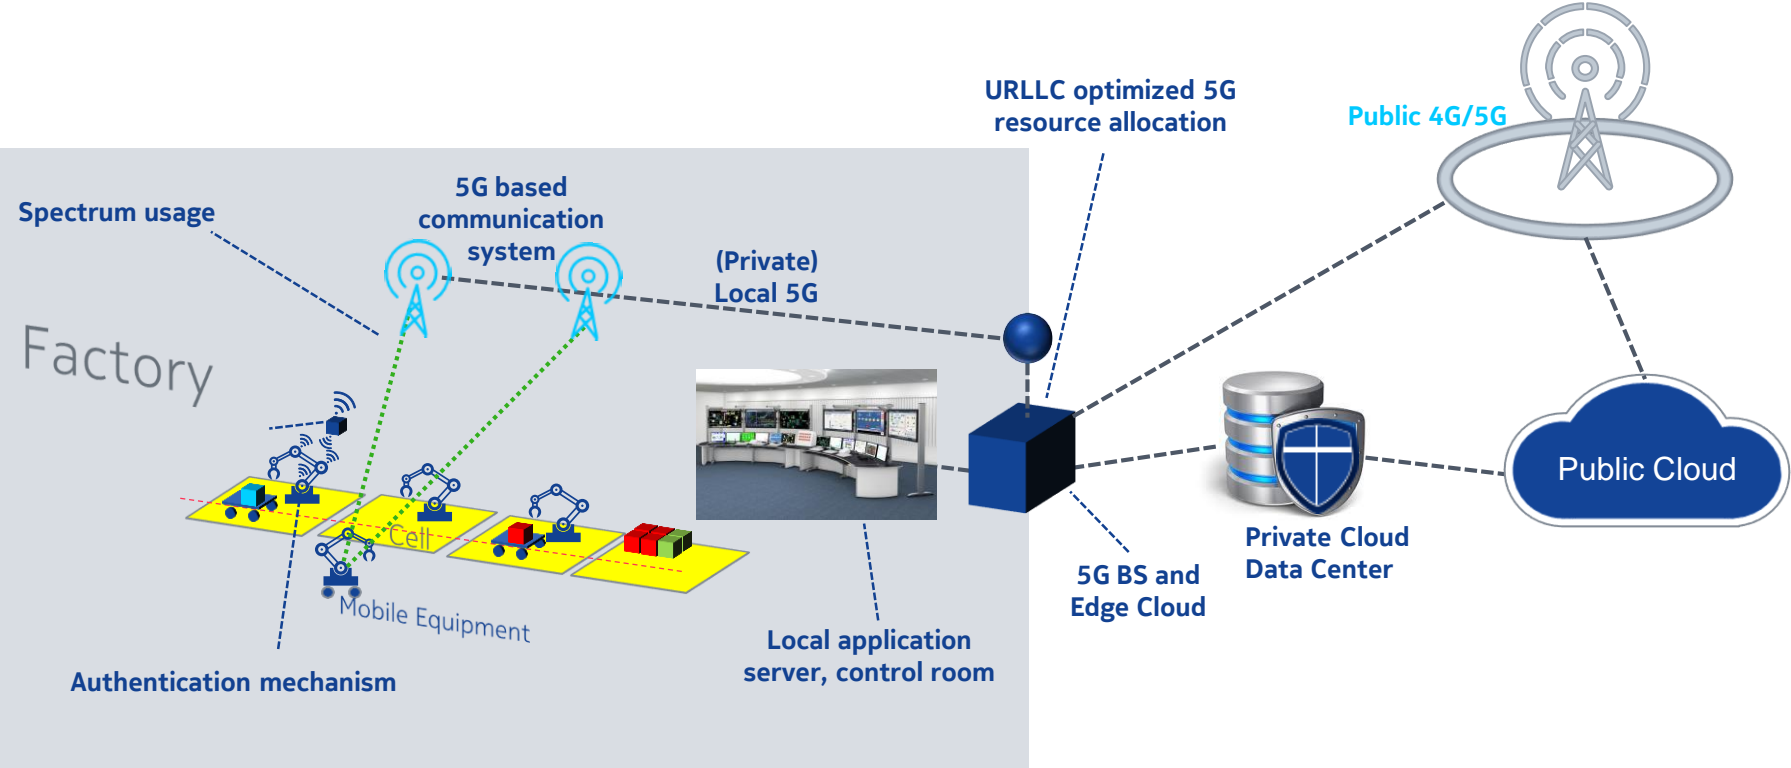 URLLC optimized 5G
resource allocation
Public 4G/5G
5G based
communication
system
Spectrum usage
(Private)
Local 5G
Factory
Cell
Mobile Equipment
Public Cloud
Private Cloud
Data Center
5G BS and
Edge Cloud
Local application
server, control room
Authentication mechanism